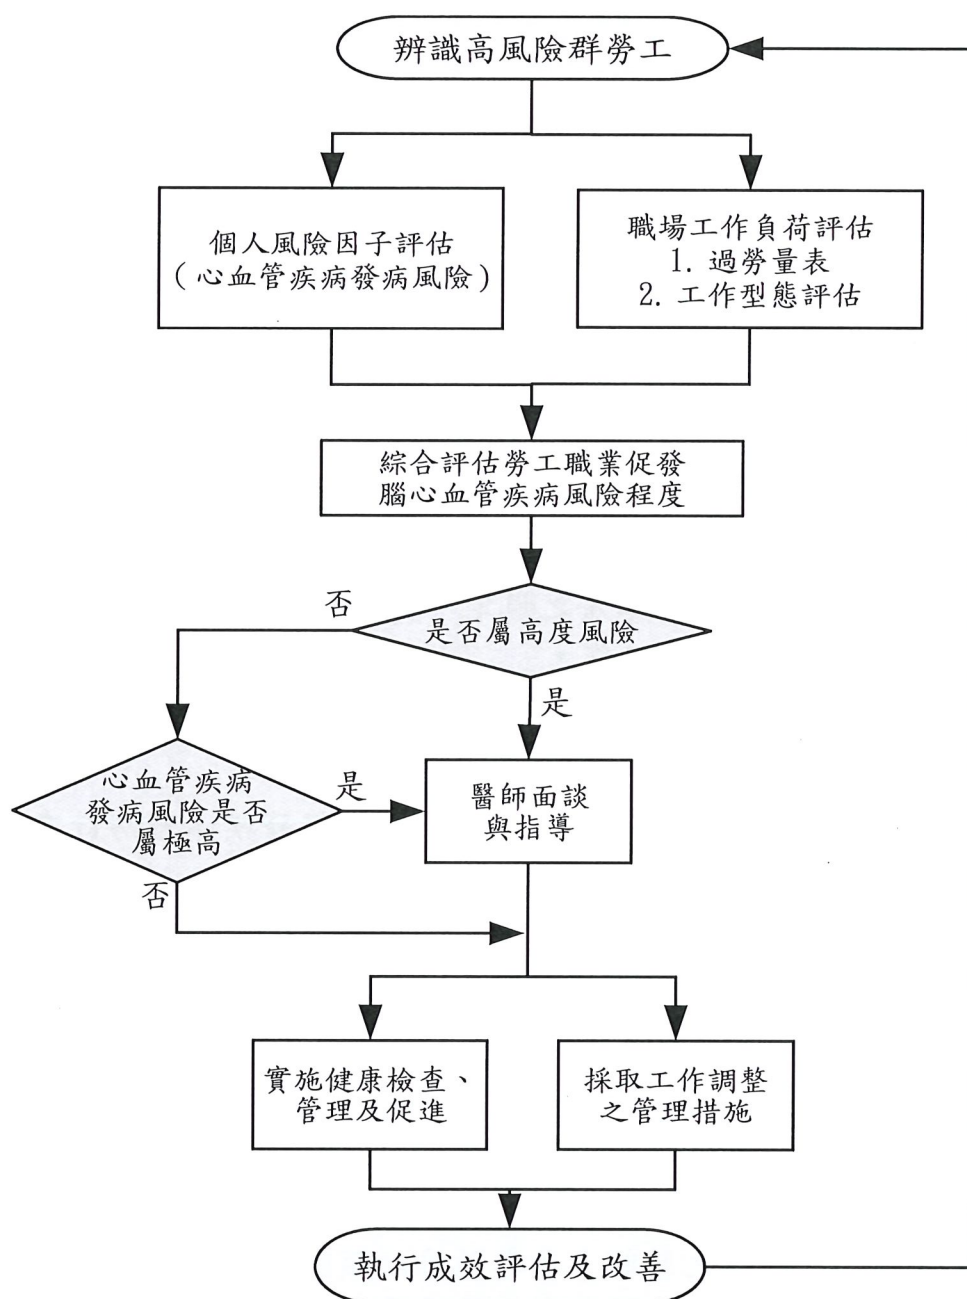 辨識高風險群勞工
個人風險因子評估
(心血管疾病發病風險)
職場工作負荷評估
1. 過勞量表
2. 工作型態評估
綜合評估勞工職業促發
腦心血管疾病風險程度
是否屬高度風險
否
是
心血管疾病
發病風險是否
屬極高
是
否
醫師面談
與指導
實施健康檢查、
管理及促進
採取工作調整
之管理措施
執行成效評估及改善